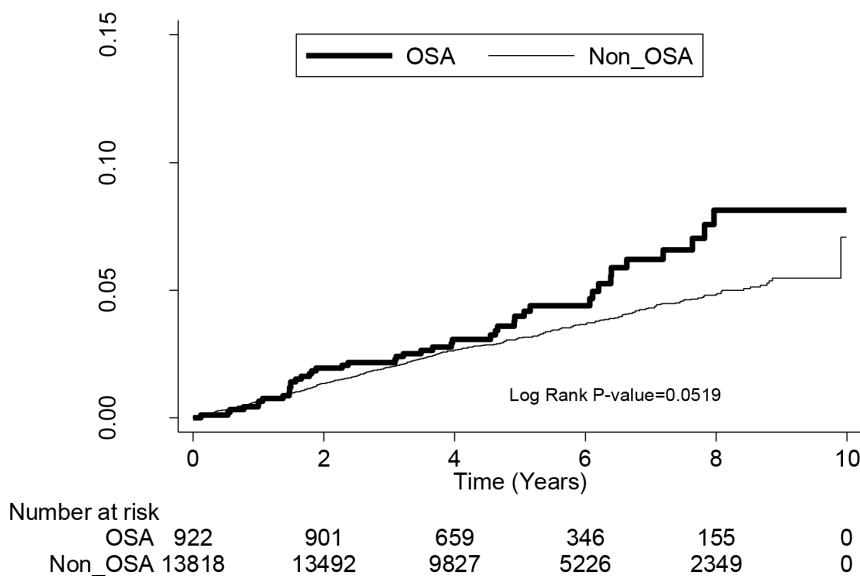 0.15
OSA Non_OSA
0.10
0.05
Log Rank P-value=0.0519
0.00
0 2 4 6 8 10
Time (Years)
Number at risk
OSA 922 901 659 346 155 0
Non_OSA 13818 13492 9827 5226 2349 0